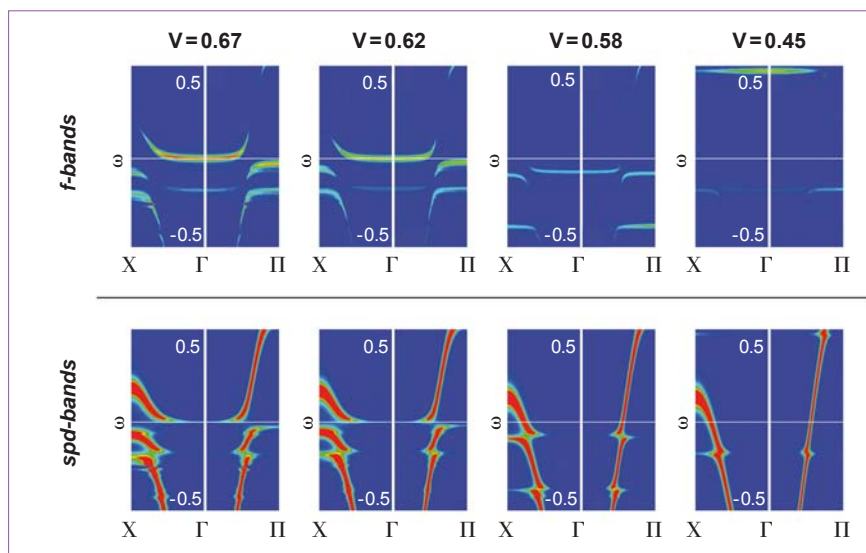 V=0.67 V=0.62 V=0.58 V=0.45
f-bands
0.5 0.5 0.5 0.5
ω ω ω ω
-0.5 -0.5 -0.5 -0.5
X Γ Π X Γ Π X Γ Π X Γ Π
spd-bands
0.5 0.5 0.5 0.5
ω ω ω ω
-0.5 -0.5 -0.5 -0.5
X Γ Π X Γ Π X Γ Π X Γ Π